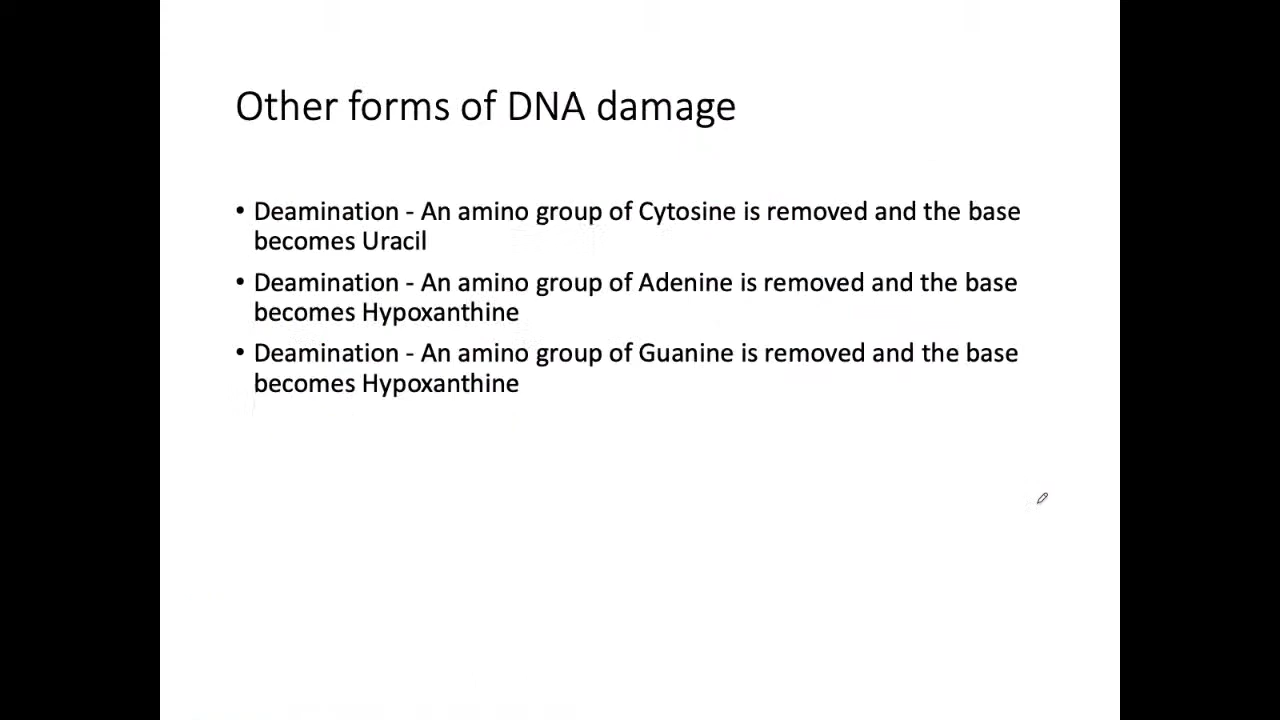 Other forms of DNA damage
• Deamination - An amino group of Cytosine is removed and the base
becomes Uracil
• Deamination - An amino group of Adenine is removed and the base
becomes Hypoxanthine
• Deamination - An amino group of Guanine is removed and the base
becomes Hypoxanthine